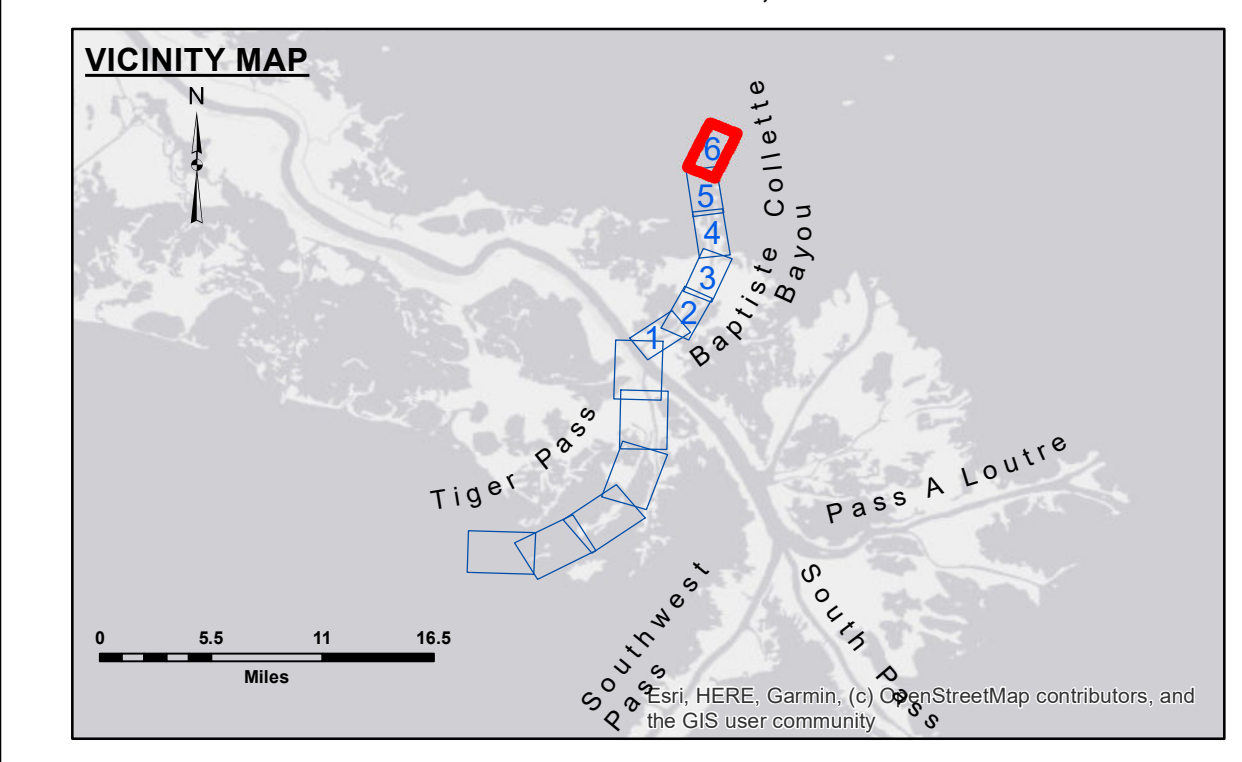 VICINITY MAP
N
6
5
4
3
2
1
Baptiste Collette
Bayou
Tiger Pass
Pass A Loutre
Southwest
Pass
South Pass
0 5.5 11 16.5
Miles
Esri, HERE, Garmin, (c) OpenStreetMap contributors, and
the GIS user community